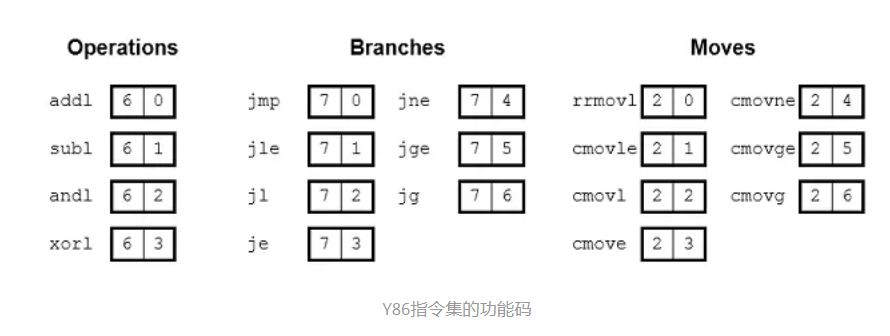 Operations Branches Moves
addl 6 0 jmp 7 0 jne 7 4 rrmovl 2 0 cmovne 2 4
subl 6 1 jle 7 1 jge 7 5 cmovle 2 1 cmovge 2 5
andl 6 2 jl 7 2 jg 7 6 cmovl 2 2 cmovg 2 6
xorl 6 3 je 7 3 cmove 2 3
Y86指令集的功能码